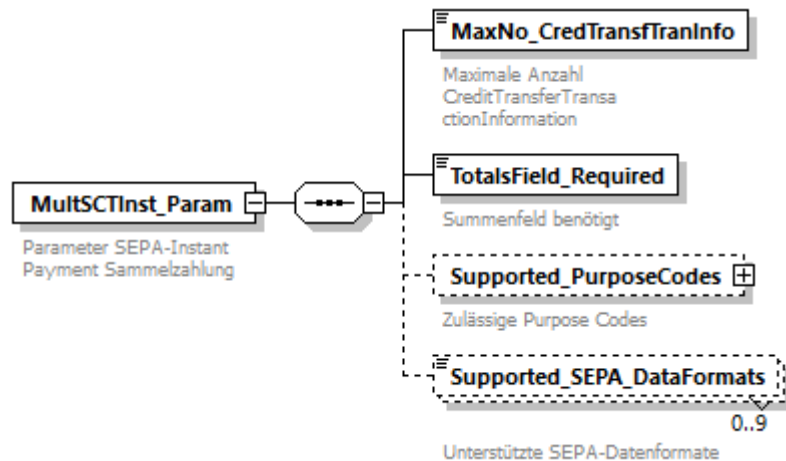 MaxNo_CredTransfTranInfo
Maximale Anzahl
CreditTransferTransa
ctionInformation
MultSCTInst_Param
Parameter SEPA-Instant
Payment Sammelzahlung
TotalsField_Required
Summenfeld benötigt
Supported_PurposeCodes
Zulässige Purpose Codes
Supported_SEPA_DataFormats
0..9
Unterstützte SEPA-Datenformate